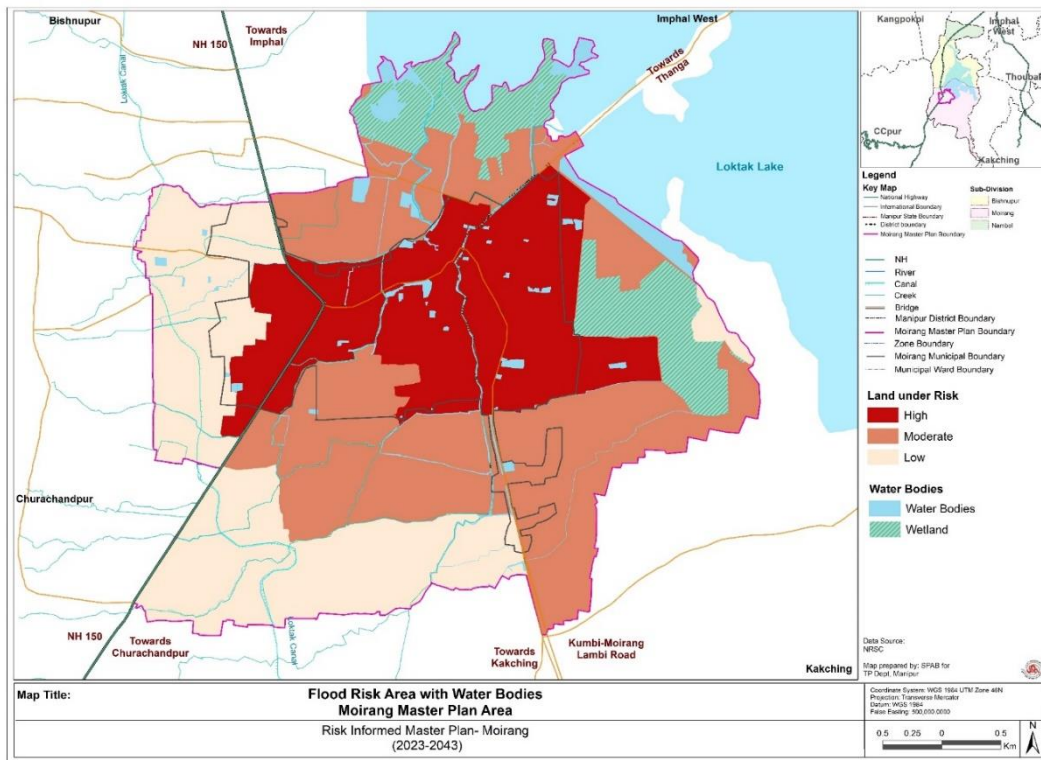 Bishnupur
NH 150
Towards
Imphal
Imphal West
Towards
Thanga
Loktak Canal
Loktak Lake
Churachandpur
NH 150
Towards
Churachandpur
Loktak Canal
Towards
Kakching
Kumbi-Moirang
Lambi Road
Kakching
Kangpokpi
Imphal
West
Thoubal
CCpur
Kakching
Legend
Key Map
National Highway
International Boundary
Manipur State Boundary
District boundary
Moirang Master Plan Boundary
Sub-Division
Bishnupur
Moirang
Nambol
NH
River
Canal
Creek
Bridge
Manipur District Boundary
Moirang Master Plan Boundary
Zone Boundary
Moirang Municipal Boundary
Municipal Ward Boundary
Land under Risk
High
Moderate
Low
Water Bodies
Water Bodies
Wetland
Data Source:
NRSC
Map prepared by: SPAB for
TP Dept, Manipur
Map Title:
Flood Risk Area with Water Bodies
Moirang Master Plan Area
Risk Informed Master Plan- Moirang
(2023-2043)
Coordinate System: WGS 1984 UTM Zone 46N
Projection: Transverse Mercator
Datum: WGS 1984
False Easting: 500,000.0000
0.5 0.25 0 0.5
Km
N